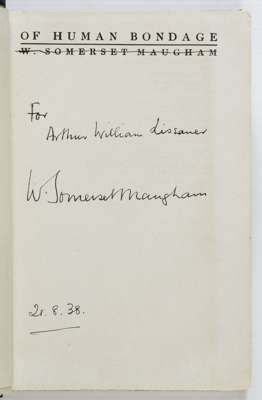 OF HUMAN BONDAGE
W. SOMERSET MAUGHAM
For
Arthur William Lissauer
W. Somerset Maugham
21. 8. 38.